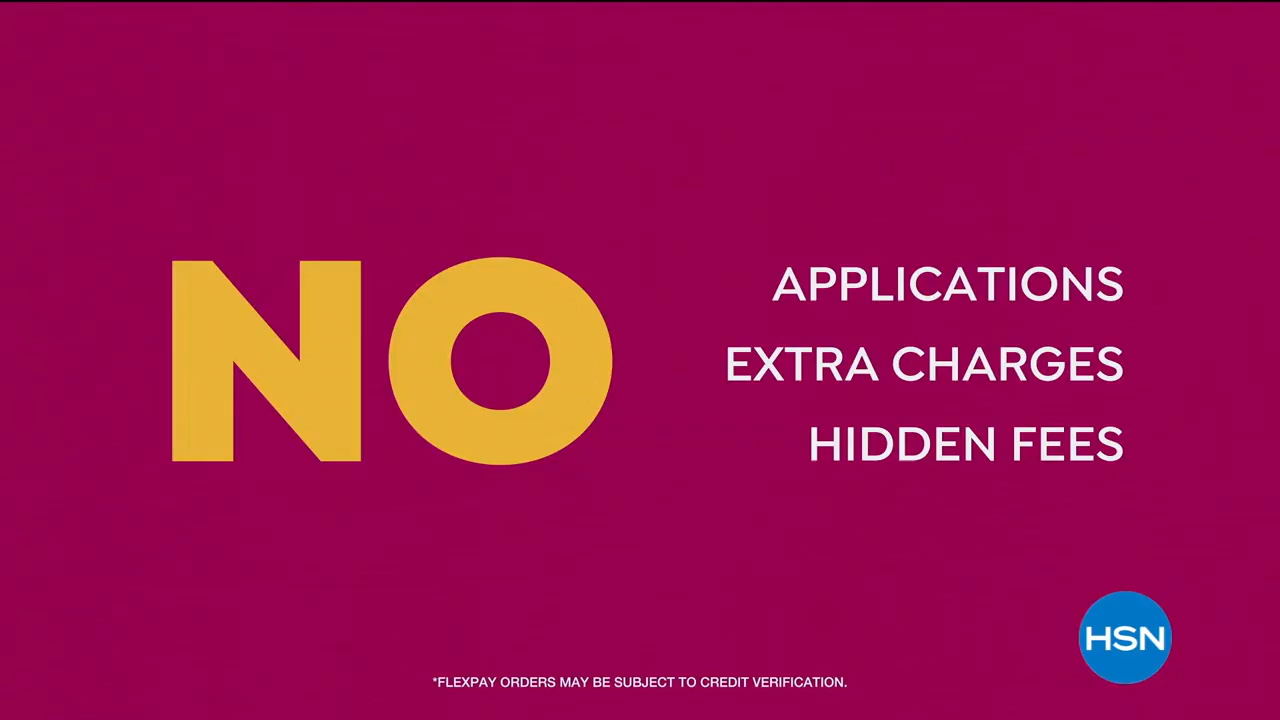 NO
APPLICATIONS
EXTRA CHARGES
HIDDEN FEES
HSN
*FLEXPAY ORDERS MAY BE SUBJECT TO CREDIT VERIFICATION.